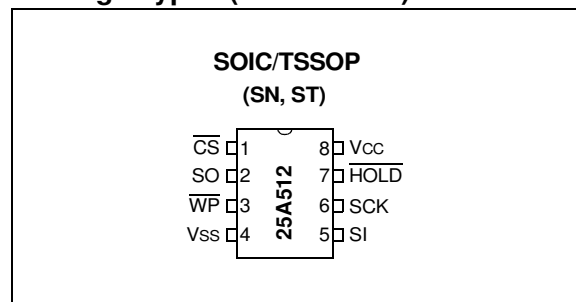 SOIC/TSSOP
(SN, ST)
CS 1 8 VCC
SO 2 7 HOLD
WP 3 6 SCK
VSS 4 5 SI
25A512